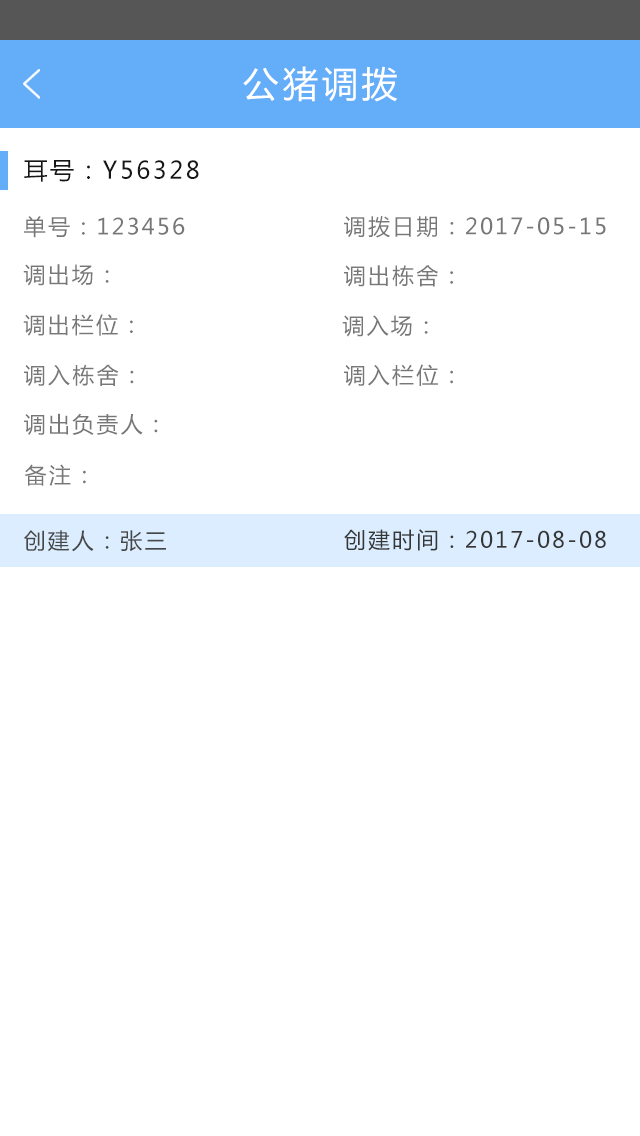 公猪调拨
耳号：Y56328
单号：123456 调拨日期：2017-05-15
调出场： 调出栋舍：
调出栏位： 调入场：
调入栋舍： 调入栏位：
调出负责人：
备注：
创建人：张三 创建时间：2017-08-08